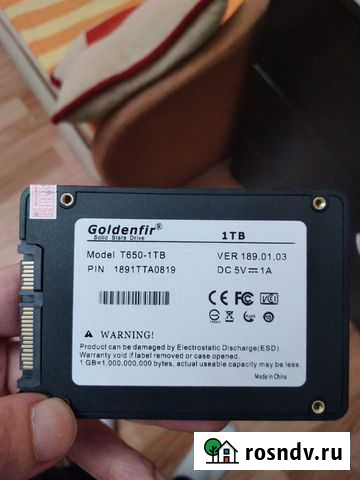 Goldenfir
Solid State Drive
1TB
Model T650-1TB
VER 189.01.03
PIN 1891TTA0819
DC 5V⎓1A
CE FC
WARNING!
Product can be damaged by Electrostatic Discharge(ESD)
Warranty void if label removed or case opened.
1 GB=1,000,000,000 bytes, actual useable capacity may be less
Made in China
rosndv.ru